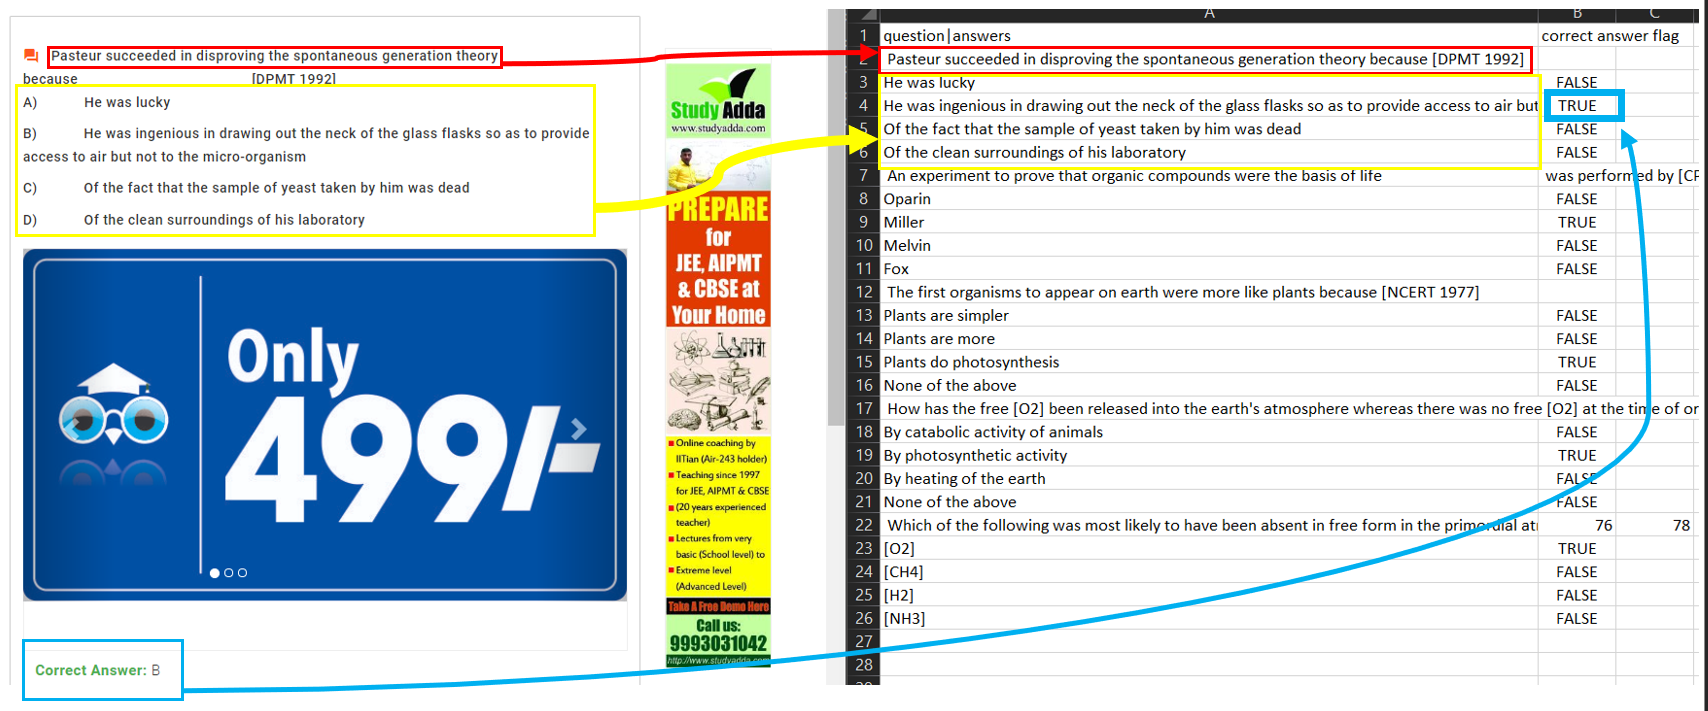 Pasteur succeeded in disproving the spontaneous generation theory
because [DPMT 1992]
A) He was lucky
B) He was ingenious in drawing out the neck of the glass flasks so as to provide
access to air but not to the micro-organism
C) Of the fact that the sample of yeast taken by him was dead
D) Of the clean surroundings of his laboratory
Only
499/-
Correct Answer: B
Study Adda
www.studyadda.com
PREPARE
for
JEE, AIPMT
& CBSE at
Your Home
Online coaching by
IITian (Air-243 holder)
Teaching since 1997
for JEE, AIPMT & CBSE
(20 years experienced
teacher)
Lectures from very
basic (School level) to
Extreme level
(Advanced Level)
Take A Free Demo Here
Call us:
9993031042
http://www.studyadda.com
A B C
1 question|answers correct answer flag
2 Pasteur succeeded in disproving the spontaneous generation theory because [DPMT 1992]
3 He was lucky FALSE
4 He was ingenious in drawing out the neck of the glass flasks so as to provide access to air but TRUE
5 Of the fact that the sample of yeast taken by him was dead FALSE
6 Of the clean surroundings of his laboratory FALSE
7 An experiment to prove that organic compounds were the basis of life was performed by [CP
8 Oparin FALSE
9 Miller TRUE
10 Melvin FALSE
11 Fox FALSE
12 The first organisms to appear on earth were more like plants because [NCERT 1977]
13 Plants are simpler FALSE
14 Plants are more FALSE
15 Plants do photosynthesis TRUE
16 None of the above FALSE
17 How has the free [O2] been released into the earth's atmosphere whereas there was no free [O2] at the time of or
18 By catabolic activity of animals FALSE
19 By photosynthetic activity TRUE
20 By heating of the earth FALSE
21 None of the above FALSE
22 Which of the following was most likely to have been absent in free form in the primordial at 76 78
23 [O2] TRUE
24 [CH4] FALSE
25 [H2] FALSE
26 [NH3] FALSE
27
28
29